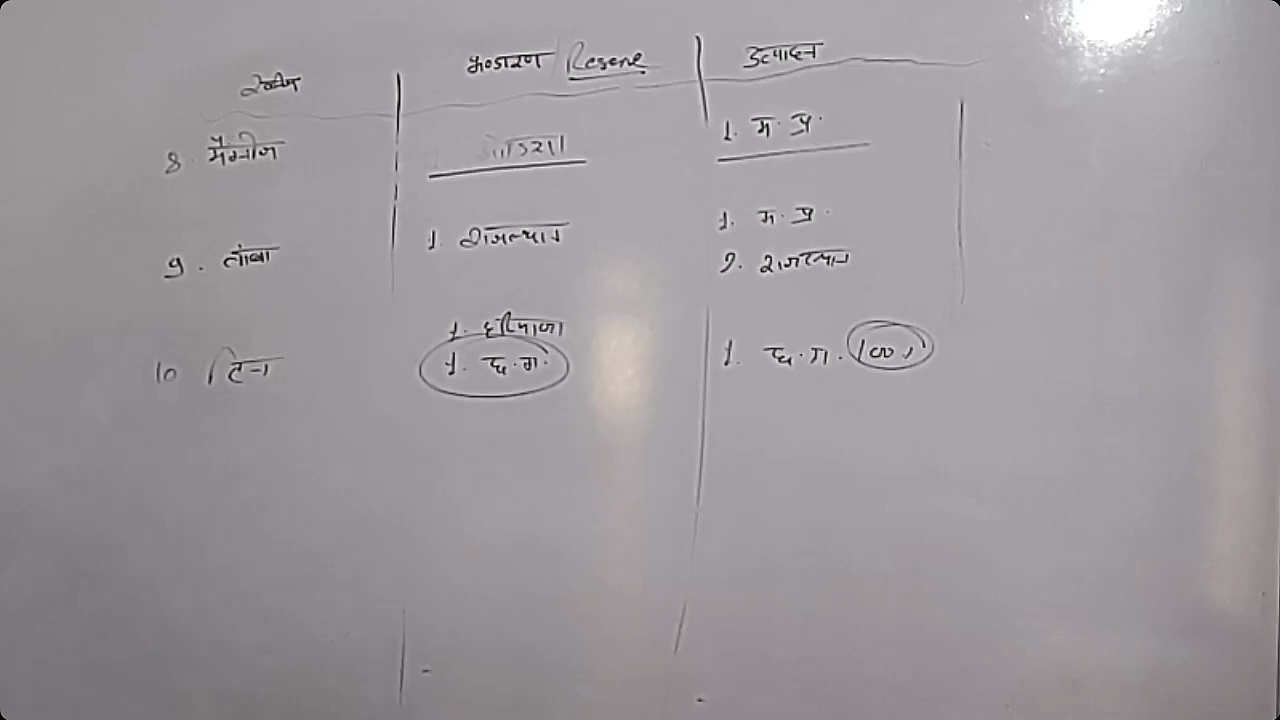 खनिज भण्डारण Reserve उत्पादन
8. मैंगनीज ओडिशा 1. म. प्र.
9. तांबा 1. राजस्थान 1. म. प्र.
2. राजस्थान
1. हरियाणा
10 टिन 1. छ. ग. 1. छ. ग. 100%